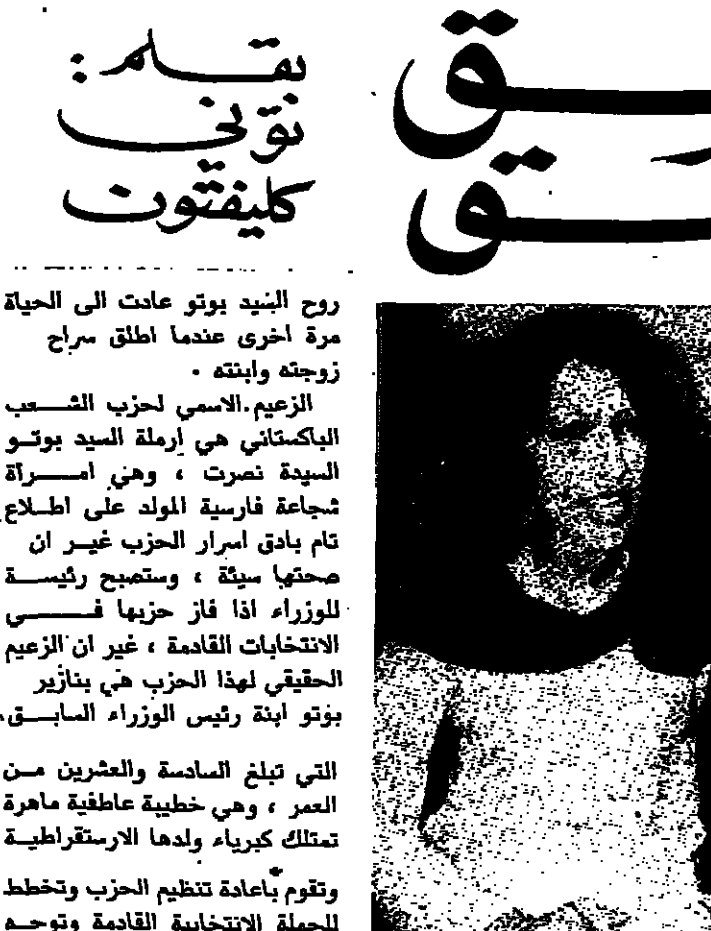 بقلم :
توني
كليفتون
روح السيد بوتو عادت الى الحياة
مرة اخرى عندما اطلق سراح
زوجته وابنته .
الزعيم الاسمي لحزب الشعب
الباكستاني هي ارملة السيد بوتو
السيدة نصرت ، وهي امرأة
شجاعة فارسية المولد على اطلاع
تام بادق اسرار الحزب غير ان
صحتها سيئة ، وستصبح رئيسة
للوزراء اذا فاز حزبها في
الانتخابات القادمة ، غير ان الزعيم
الحقيقي لهذا الحزب هي بنازير
بوتو ابنة رئيس الوزراء السابق،
التي تبلغ السادسة والعشرين من
العمر ، وهي خطيبة عاطفية ماهرة
تمتلك كبرياء ولدها الارستقراطية
وتقوم باعادة تنظيم الحزب وتخطط
للحملة الانتخابية القادمة وتوجه